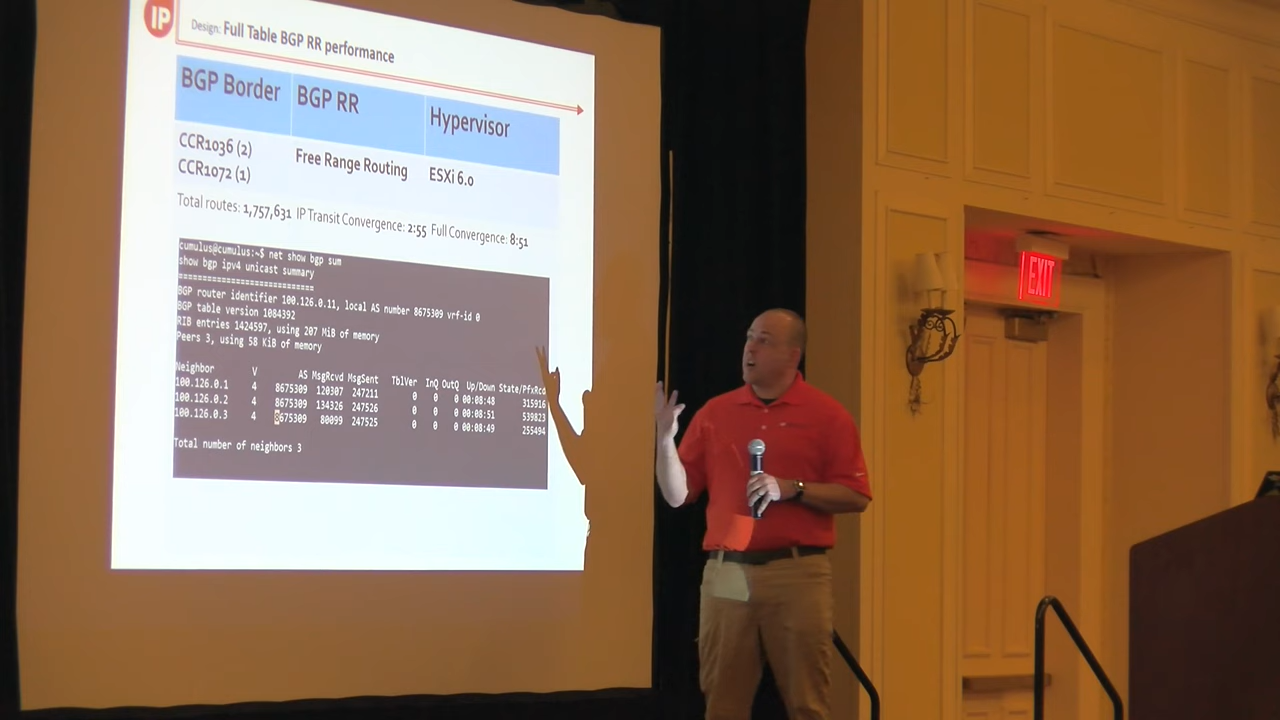 IP
Design: Full Table BGP RR performance
BGP Border BGP RR Hypervisor
CCR1036 (2)
CCR1072 (1)
Free Range Routing
ESXi 6.0
Total routes: 1,757,631 IP Transit Convergence: 2:55 Full Convergence: 8:51
cumulus@cumulus:~$ net show bgp sum
show bgp ipv4 unicast summary
=============================
BGP router identifier 100.126.0.11, local AS number 8675309 vrf-id 0
BGP table version 1084392
RIB entries 1424597, using 207 MiB of memory
Peers 3, using 58 KiB of memory
Neighbor V AS MsgRcvd MsgSent TblVer InQ OutQ Up/Down State/PfxRcd
100.126.0.1 4 8675309 120307 247211 0 0 0 00:08:48 315916
100.126.0.2 4 8675309 134326 247526 0 0 0 00:08:51 539823
100.126.0.3 4 8675309 80099 247525 0 0 0 00:08:49 255494
Total number of neighbors 3
EXIT